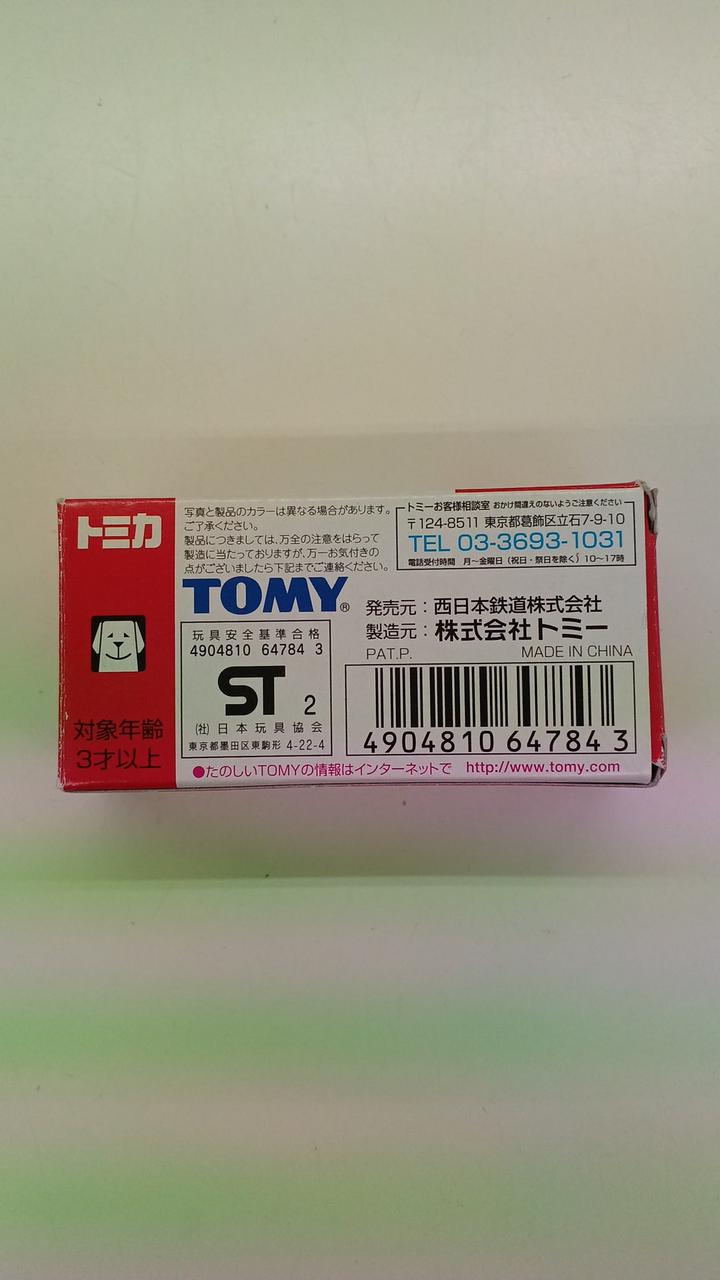 トミカ
対象年齢
3才以上
写真と製品のカラーは異なる場合があります。
ご了承ください。
製品につきましては、万全の注意をはらって
製造に当たっておりますが、万一お気付きの
点がございましたら下記までご連絡ください。
トミーお客様相談室 おかけ間違えのないようご注意ください
〒124-8511 東京都葛飾区立石7-9-10
TEL 03-3693-1031
電話受付時間 月〜金曜日(祝日・祭日を除く) 10〜17時
TOMY®
発売元：西日本鉄道株式会社
製造元：株式会社トミー
PAT.P. MADE IN CHINA
玩具安全基準合格
4904810 64784 3
ST 2
(社)日本玩具協会
東京都墨田区東駒形 4-22-4
4904810 647843
●たのしいTOMYの情報はインターネットで http://www.tomy.com